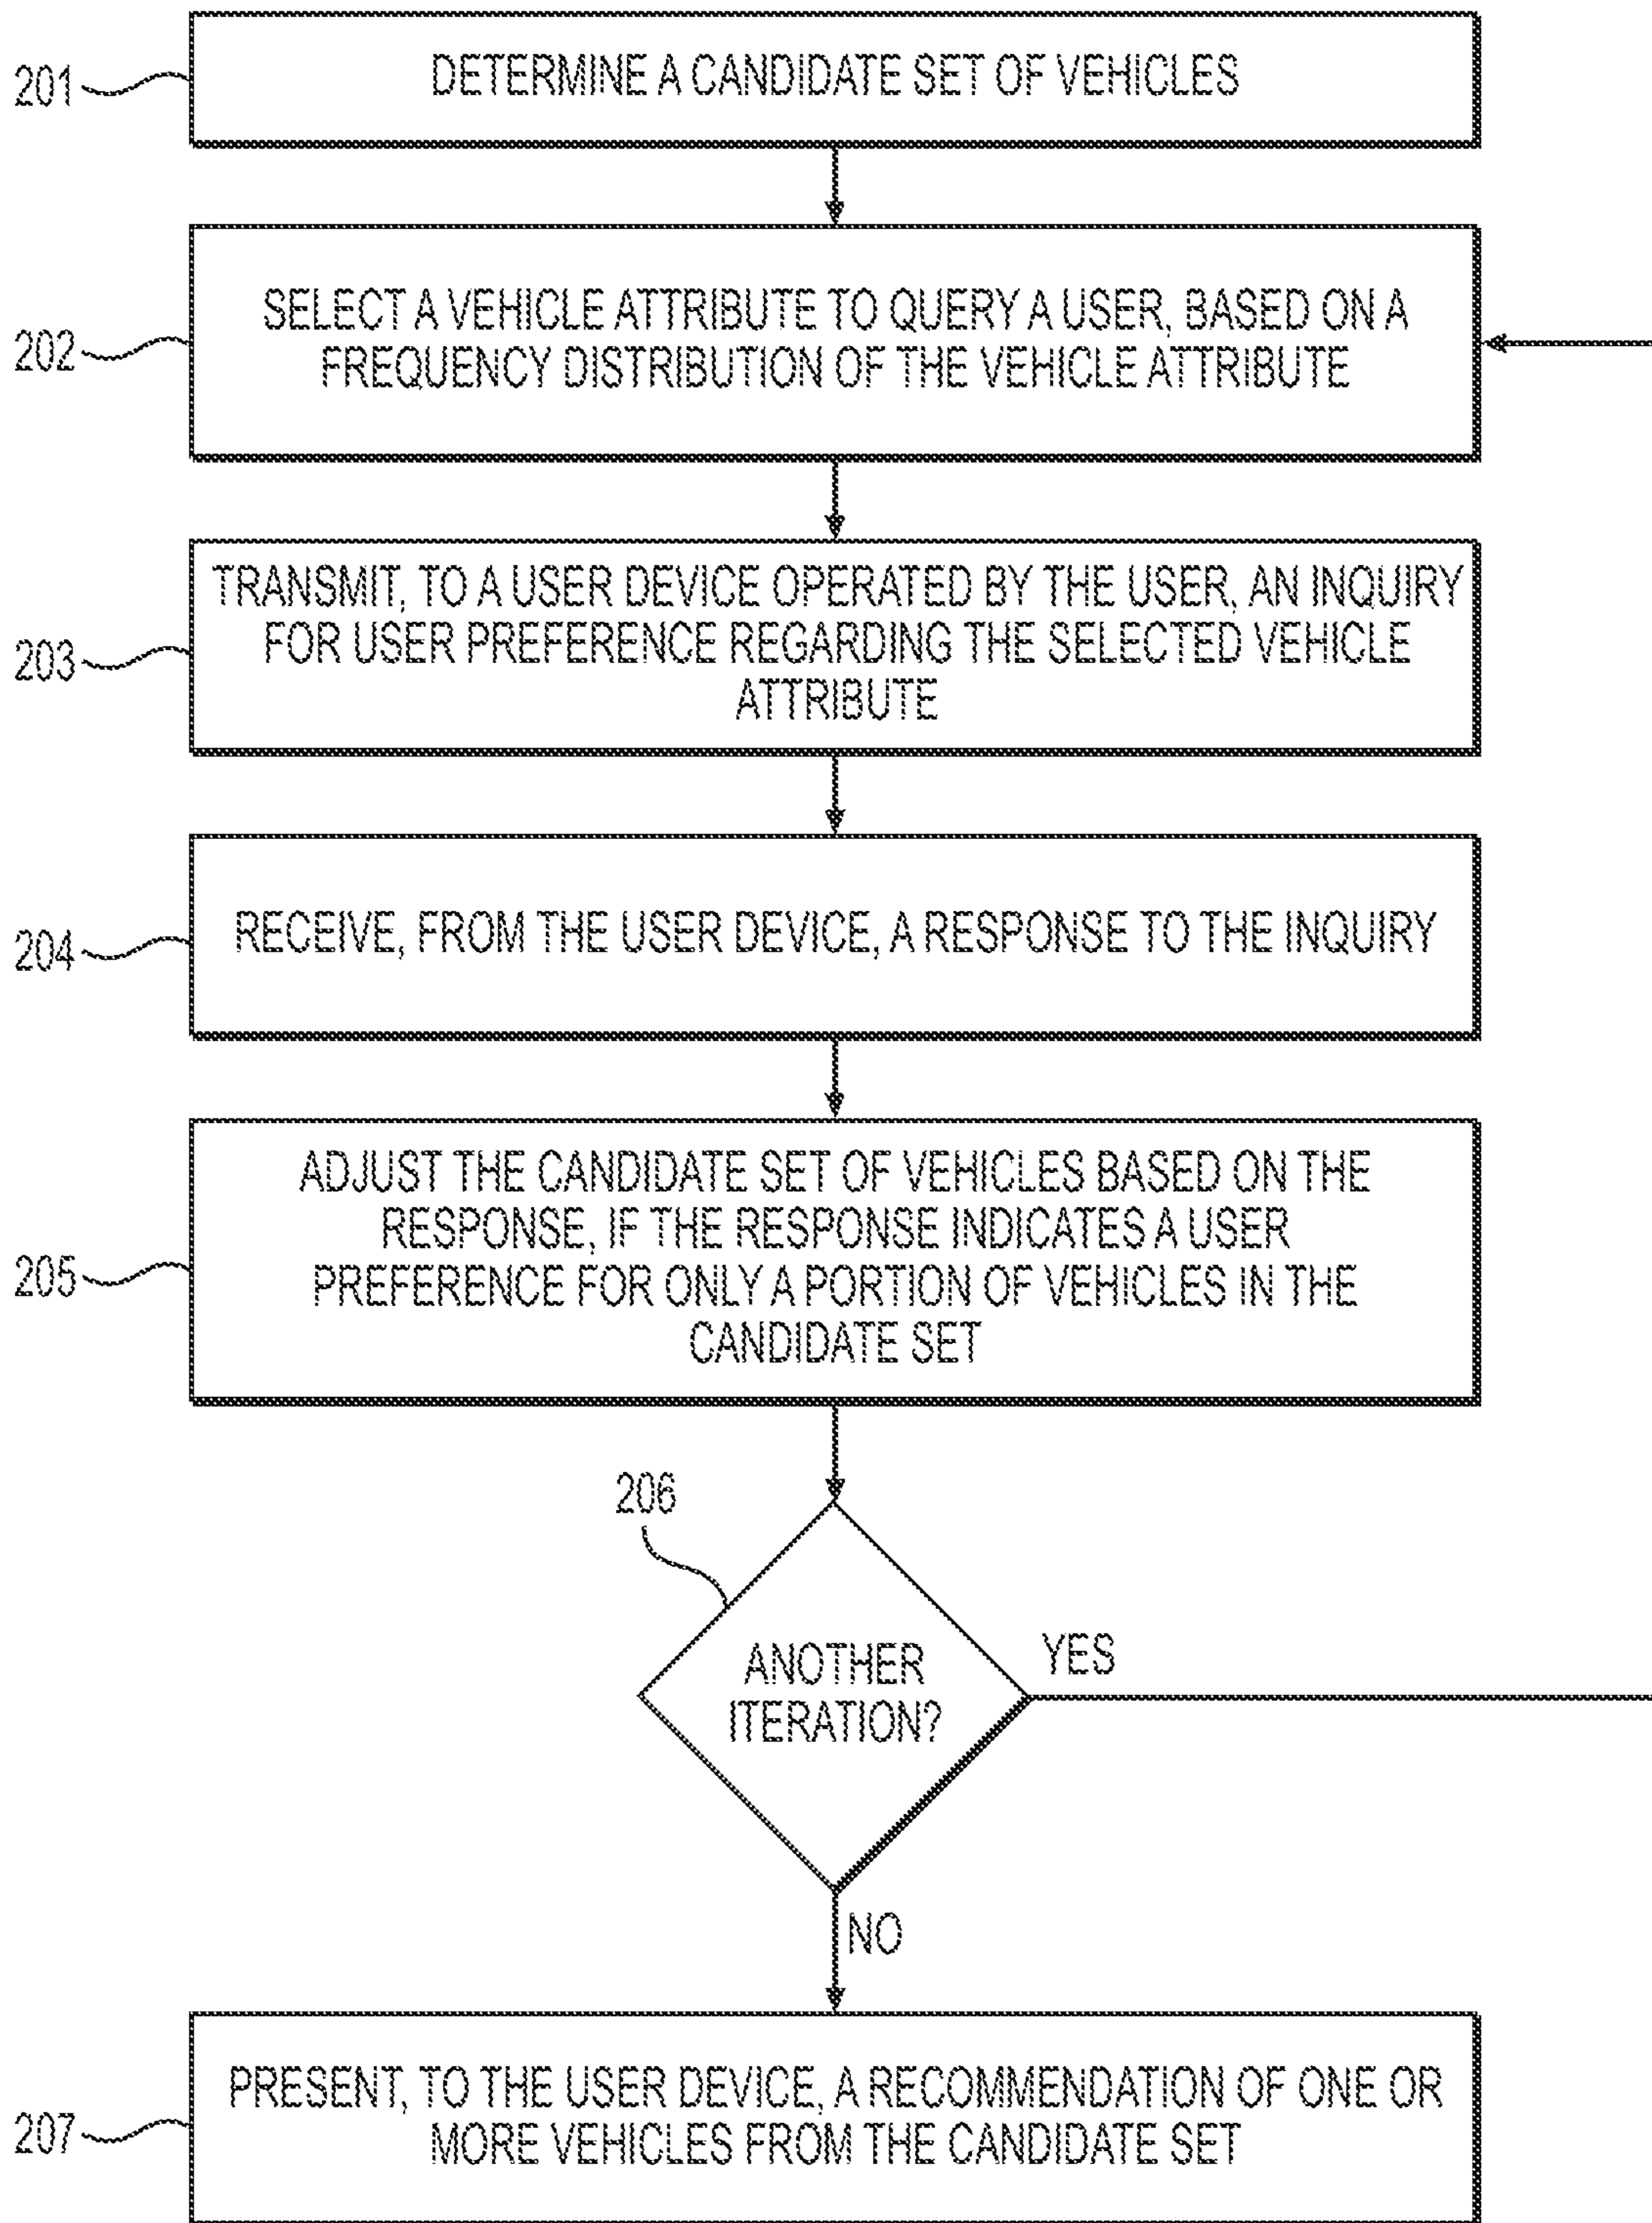 201
DETERMINE A CANDIDATE SET OF VEHICLES
202
SELECT A VEHICLE ATTRIBUTE TO QUERY A USER, BASED ON A
FREQUENCY DISTRIBUTION OF THE VEHICLE ATTRIBUTE
203
TRANSMIT, TO A USER DEVICE OPERATED BY THE USER, AN INQUIRY
FOR USER PREFERENCE REGARDING THE SELECTED VEHICLE
ATTRIBUTE
204
RECEIVE, FROM THE USER DEVICE, A RESPONSE TO THE INQUIRY
205
ADJUST THE CANDIDATE SET OF VEHICLES BASED ON THE
RESPONSE, IF THE RESPONSE INDICATES A USER
PREFERENCE FOR ONLY A PORTION OF VEHICLES IN THE
CANDIDATE SET
206
ANOTHER
ITERATION?
YES
NO
207
PRESENT, TO THE USER DEVICE, A RECOMMENDATION OF ONE OR
MORE VEHICLES FROM THE CANDIDATE SET